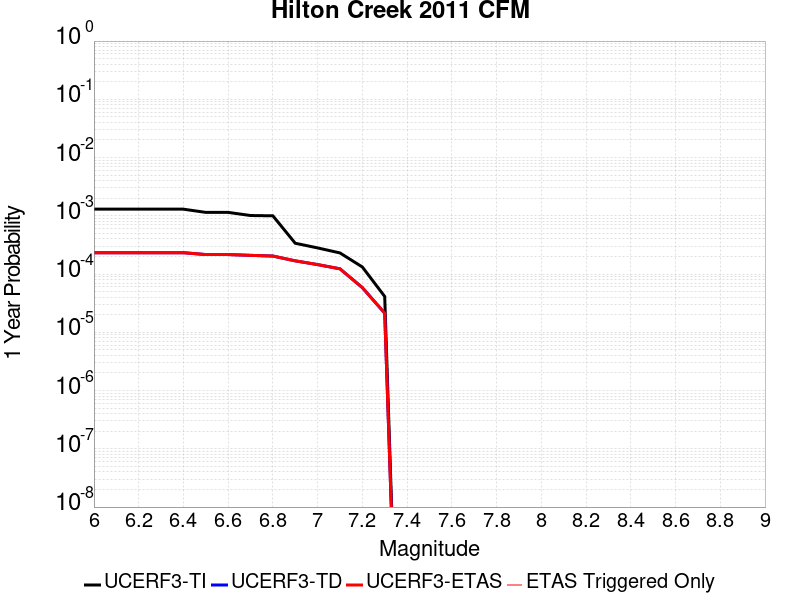 Hilton Creek 2011 CFM
10^0
10^-1
10^-2
10^-3
10^-4
10^-5
10^-6
10^-7
10^-8
1 Year Probability
6 6.2 6.4 6.6 6.8 7 7.2 7.4 7.6 7.8 8 8.2 8.4 8.6 8.8 9
Magnitude
UCERF3-TI UCERF3-TD UCERF3-ETAS ETAS Triggered Only